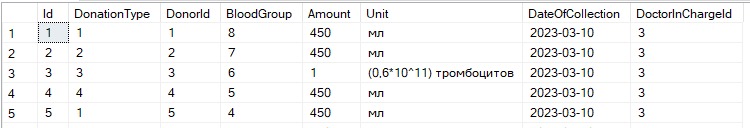 Id DonationType DonorId BloodGroup Amount Unit DateOfCollection DoctorInChargeId
1 1 1 1 8 450 мл 2023-03-10 3
2 2 2 2 7 450 мл 2023-03-10 3
3 3 3 3 6 1 (0,6*10^11) тромбоцитов 2023-03-10 3
4 4 4 4 5 450 мл 2023-03-10 3
5 5 1 5 4 450 мл 2023-03-10 3